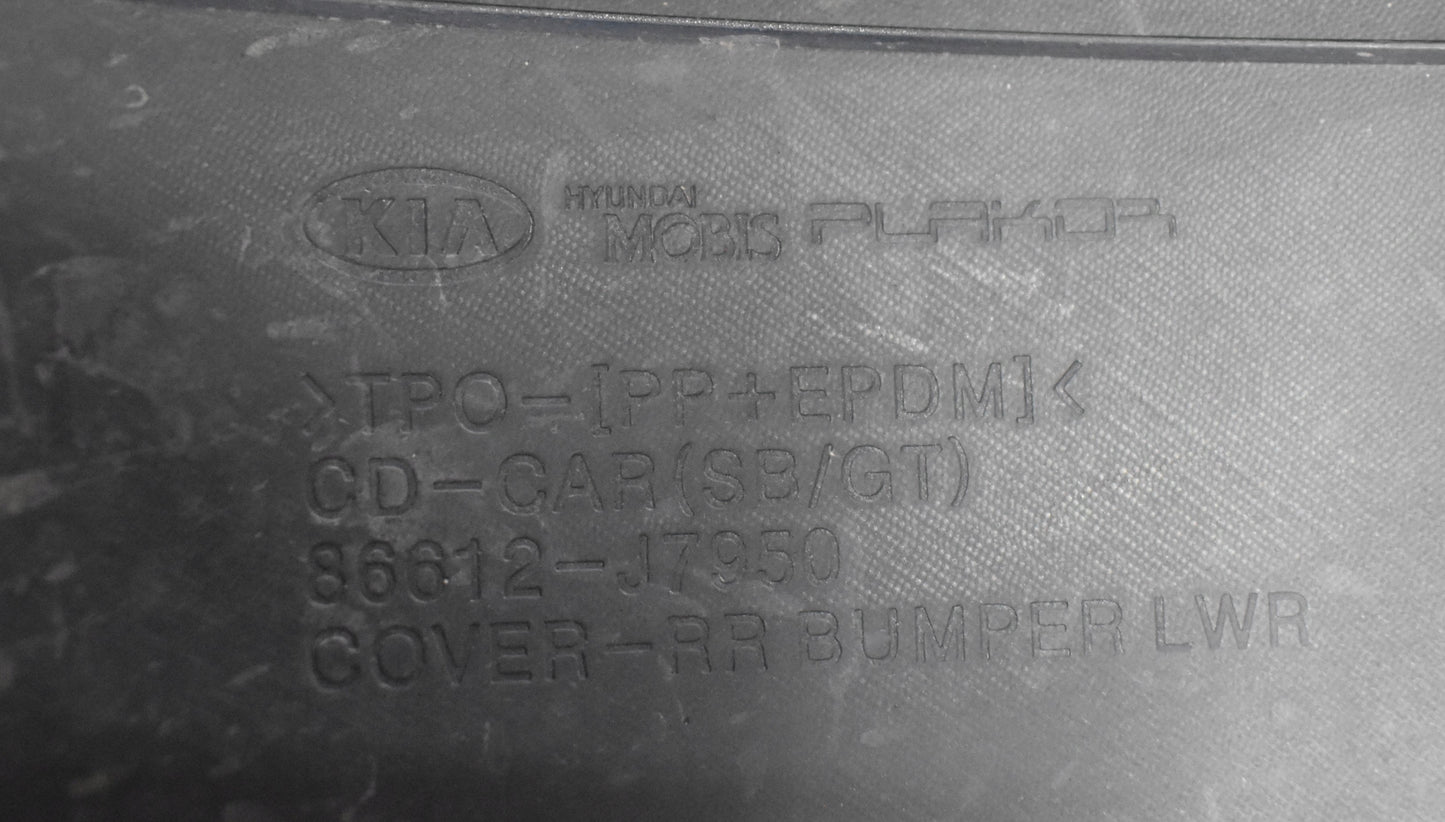 KIA HYUNDAI MOBIS PLAKOR
>TPO-[PP+EPDM]<
CD-CAR(SB/GT)
86612-J7950
COVER-RR BUMPER LWR